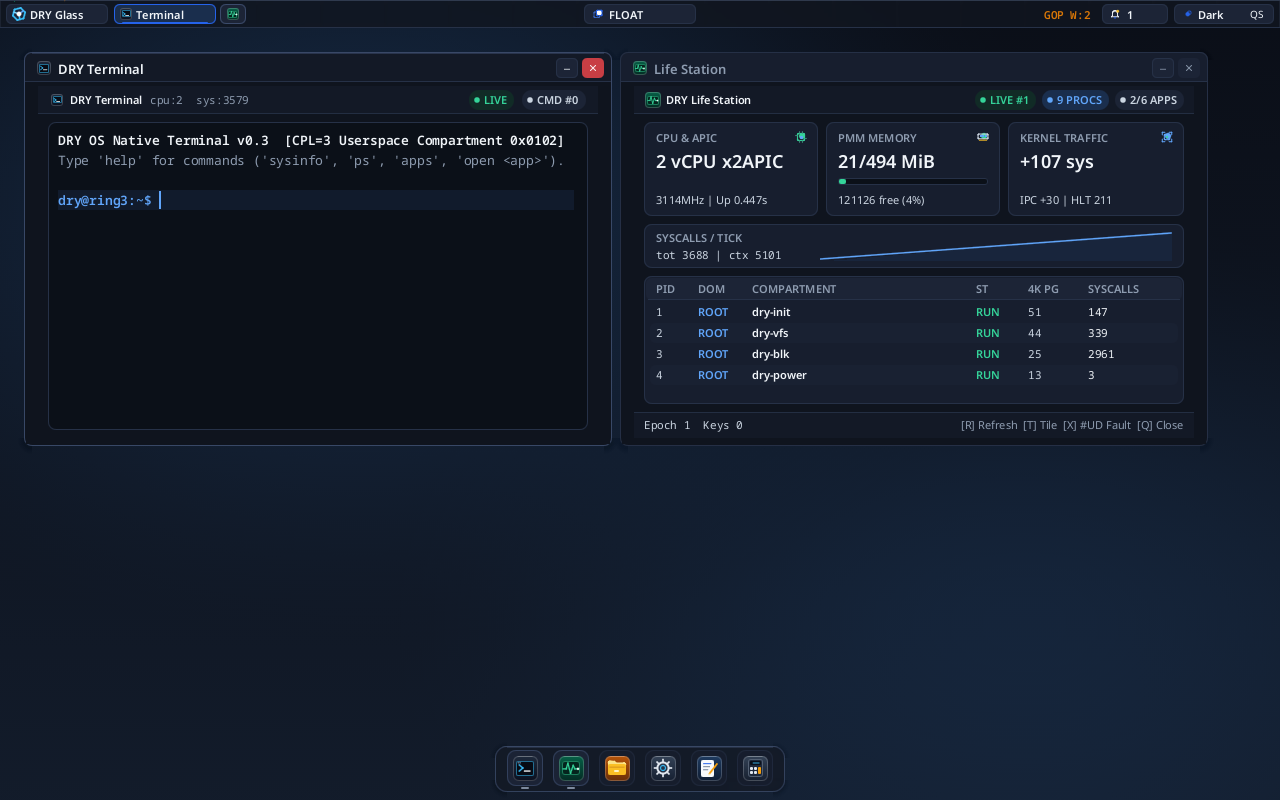 DRY Glass Terminal FLOAT GOP W:2 1 Dark QS
DRY Terminal
DRY Terminal cpu:2 sys:3579 LIVE CMD #0
DRY OS Native Terminal v0.3 [CPL=3 Userspace Compartment 0x0102]
Type 'help' for commands ('sysinfo', 'ps', 'apps', 'open <app>').
dry@ring3:~$
Life Station
DRY Life Station LIVE #1 9 PROCS 2/6 APPS
CPU & APIC
2 vCPU x2APIC
3114MHz | Up 0.447s
PMM MEMORY
21/494 MiB
121126 free (4%)
KERNEL TRAFFIC
+107 sys
IPC +30 | HLT 211
SYSCALLS / TICK
tot 3688 | ctx 5101
PID DOM COMPARTMENT ST 4K PG SYSCALLS
1 ROOT dry-init RUN 51 147
2 ROOT dry-vfs RUN 44 339
3 ROOT dry-blk RUN 25 2961
4 ROOT dry-power RUN 13 3
Epoch 1 Keys 0 [R] Refresh [T] Tile [X] #UD Fault [Q] Close